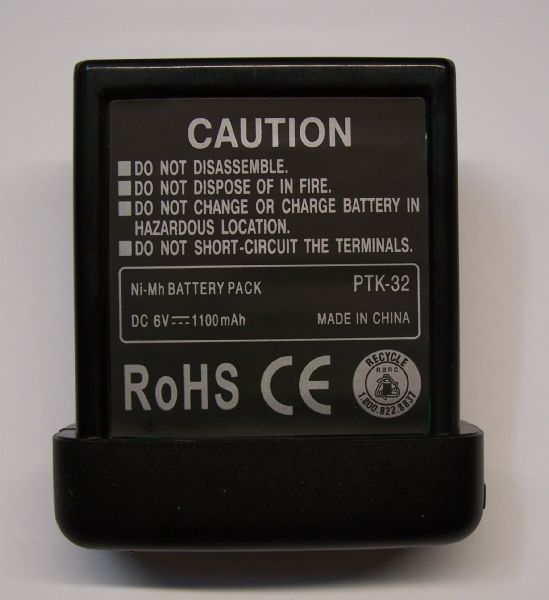 CAUTION
DO NOT DISASSEMBLE.
DO NOT DISPOSE OF IN FIRE.
DO NOT CHANGE OR CHARGE BATTERY IN
HAZARDOUS LOCATION.
DO NOT SHORT-CIRCUIT THE TERMINALS.
Ni-Mh BATTERY PACK PTK-32
DC 6V⎓1100mAh MADE IN CHINA
RoHS CE
RECYCLE
RBRC
1.800.822.8837